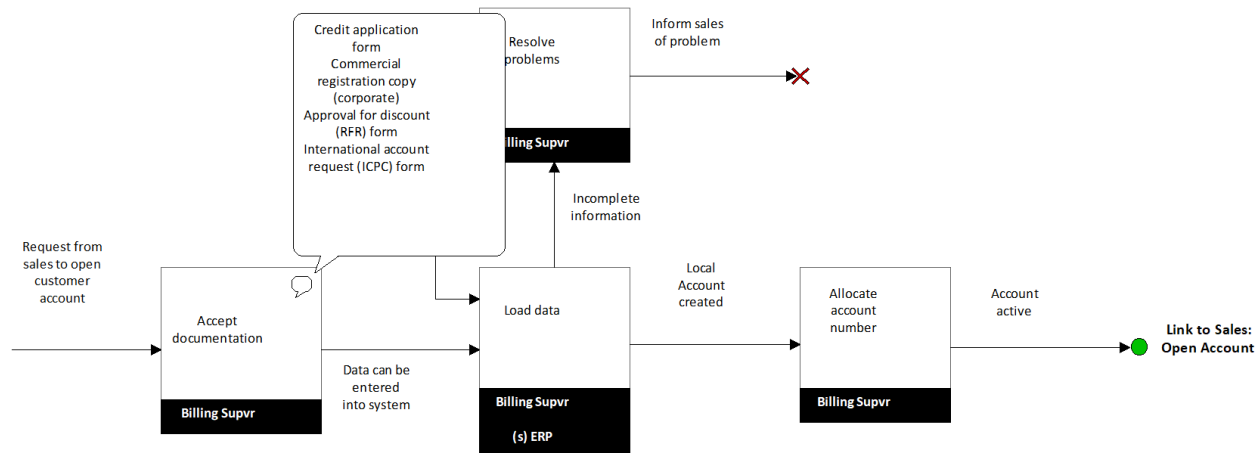 Credit application
form
Commercial
registration copy
(corporate)
Approval for discount
(RFR) form
International account
request (ICPC) form
Resolve
problems
Billing Supvr
Inform sales
of problem
Incomplete
information
Request from
sales to open
customer
account
Accept
documentation
Billing Supvr
Data can be
entered
into system
Load data
Billing Supvr
(s) ERP
Local
Account
created
Allocate
account
number
Billing Supvr
Account
active
Link to Sales:
Open Account